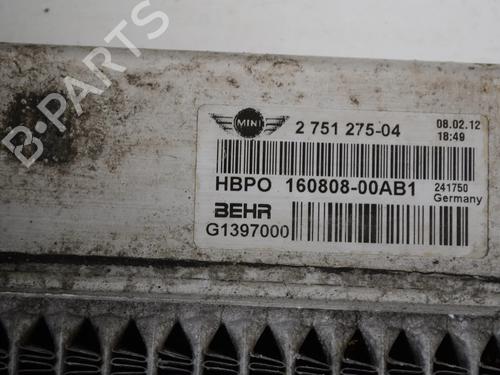 B-PARTS
MINI
2 751 275-04
08.02.12
18:49
HBPO 160808-00AB1
241750
Germany
BEHR
G1397000